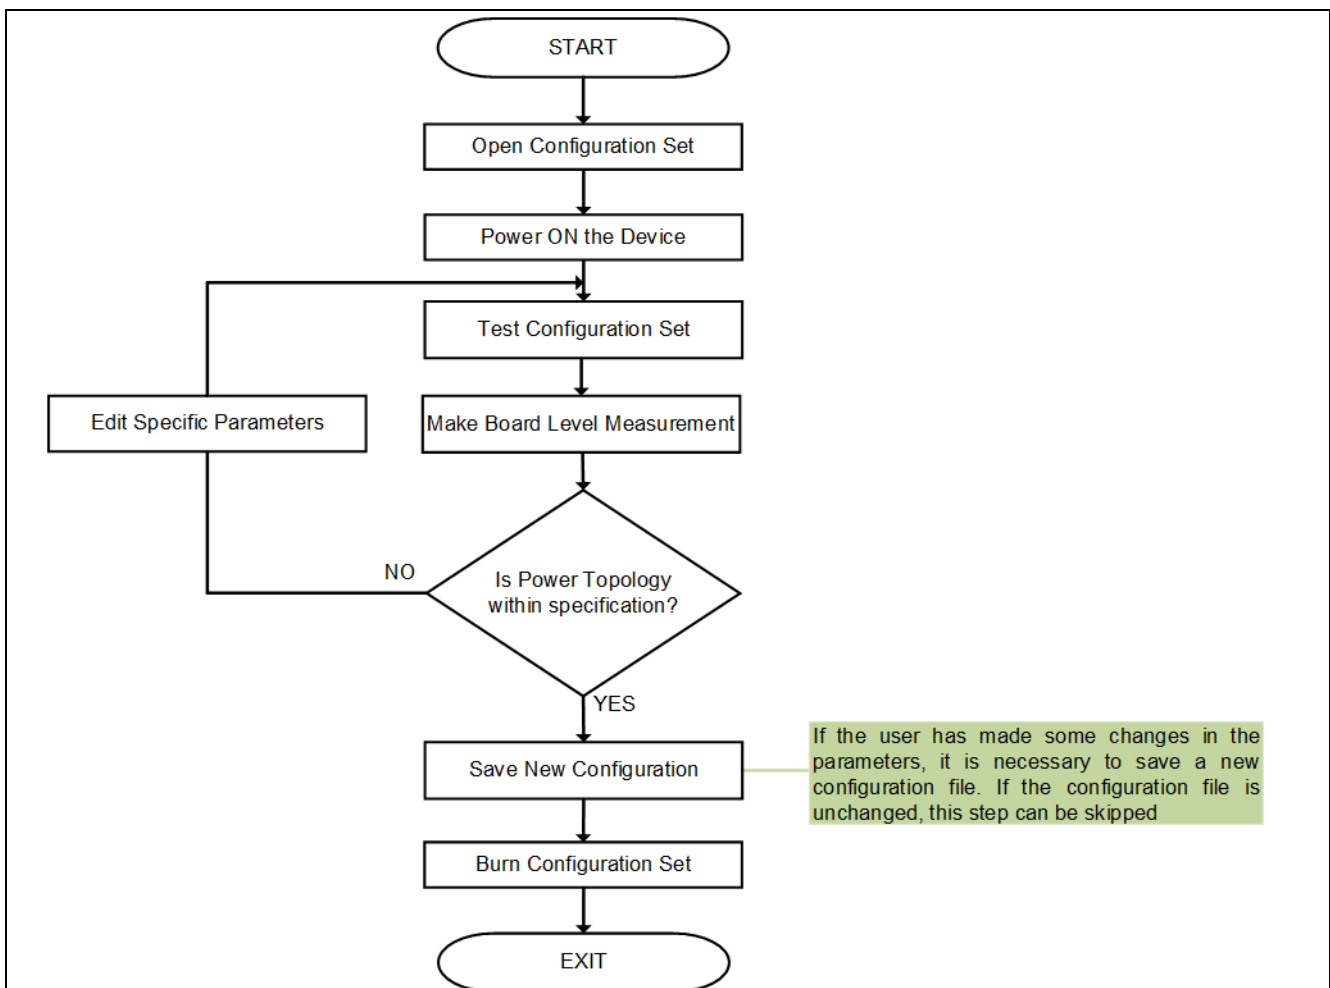 START
Open Configuration Set
Power ON the Device
Test Configuration Set
Edit Specific Parameters
Make Board Level Measurement
NO
Is Power Topology
within specification?
YES
Save New Configuration
If the user has made some changes in the
parameters, it is necessary to save a new
configuration file. If the configuration file is
unchanged, this step can be skipped
Burn Configuration Set
EXIT